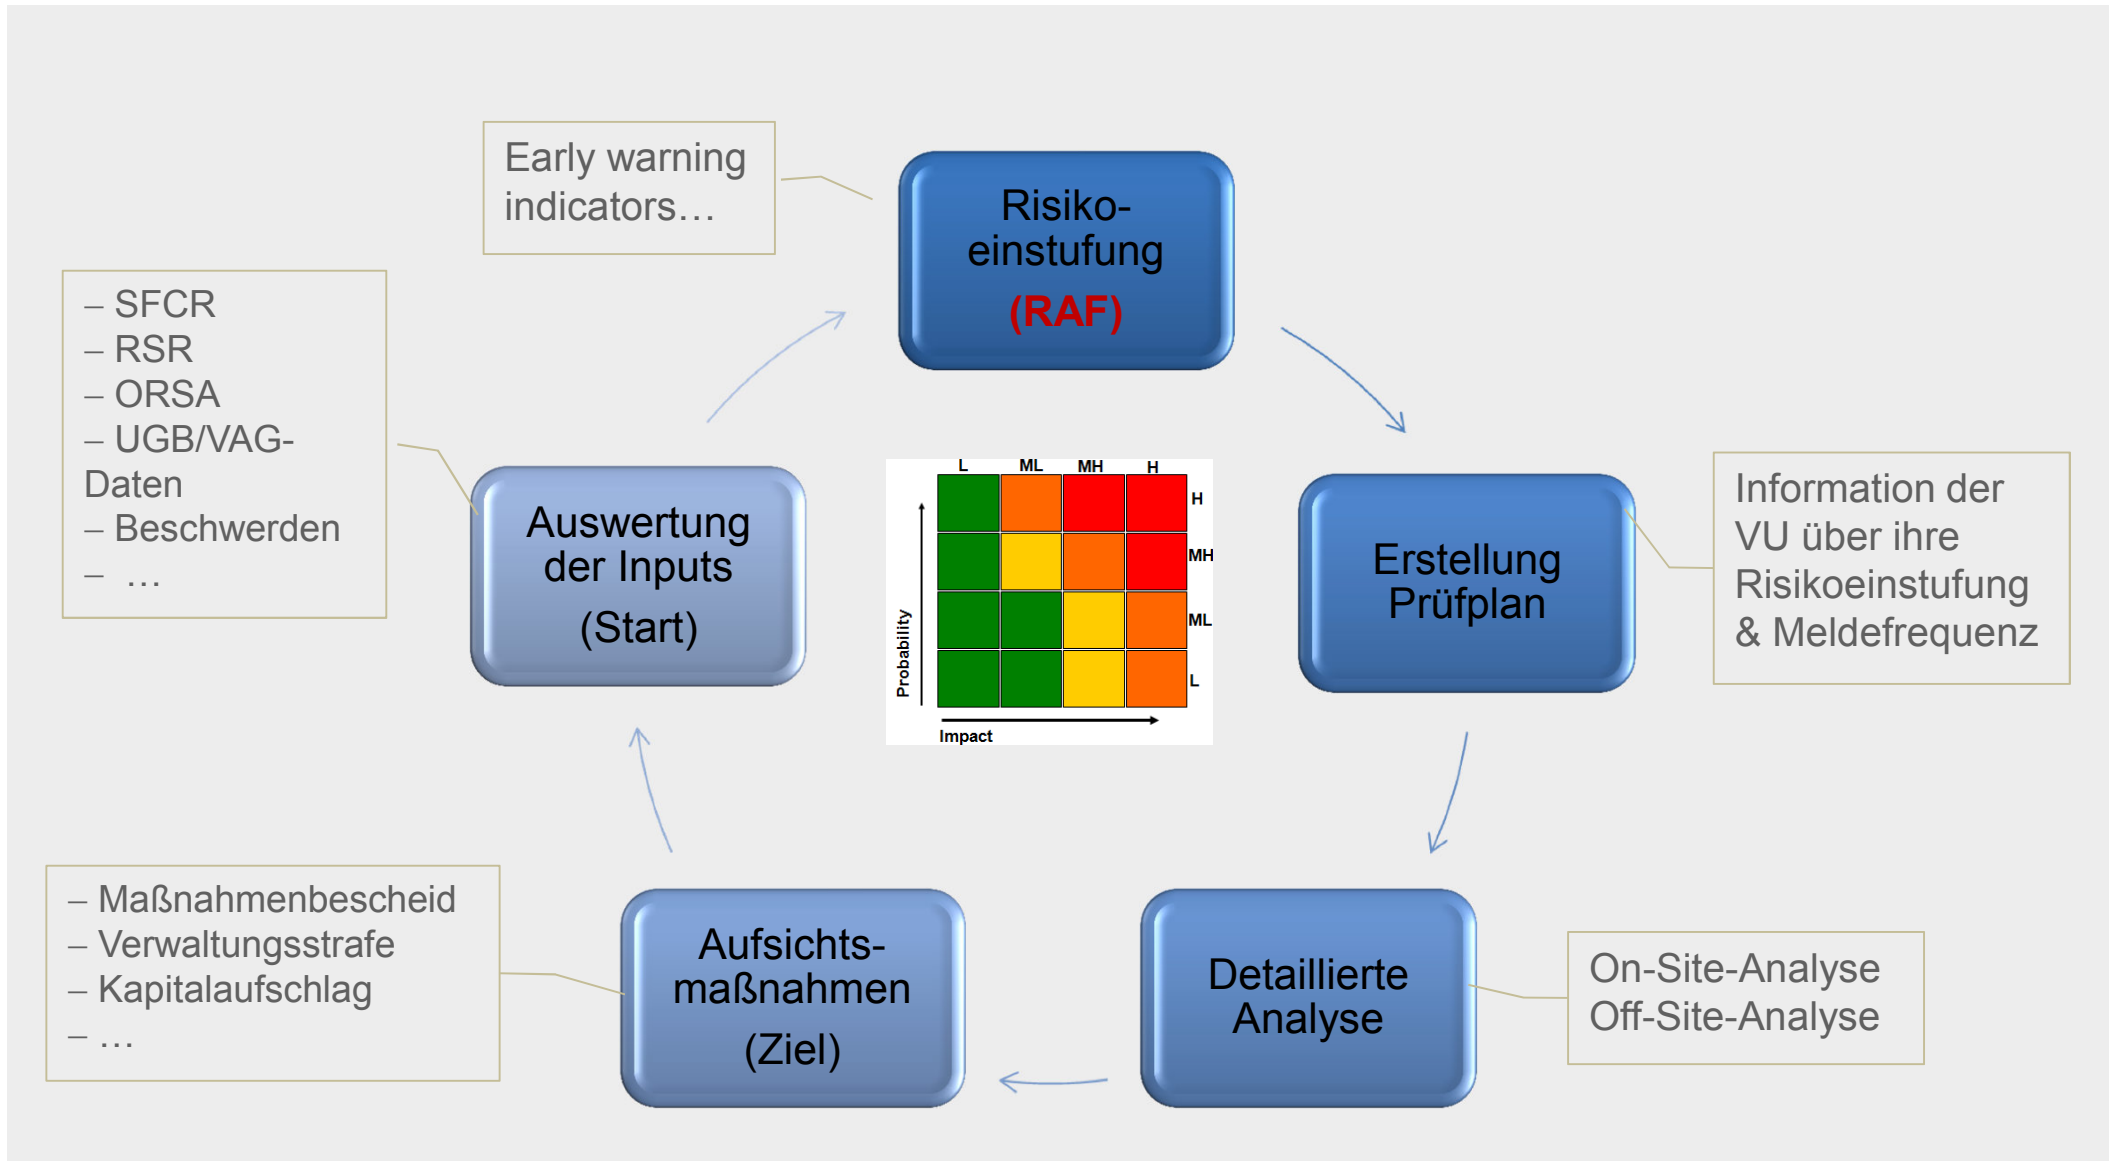 Early warning
indicators…
Risiko-
einstufung
(RAF)
– SFCR
– RSR
– ORSA
– UGB/VAG-
Daten
– Beschwerden
– …
Auswertung
der Inputs
(Start)
L ML MH H
H
MH
ML
L
Probability
Impact
Erstellung
Prüfplan
Information der
VU über ihre
Risikoeinstufung
& Meldefrequenz
– Maßnahmenbescheid
– Verwaltungsstrafe
– Kapitalaufschlag
– …
Aufsichts-
maßnahmen
(Ziel)
Detaillierte
Analyse
On-Site-Analyse
Off-Site-Analyse